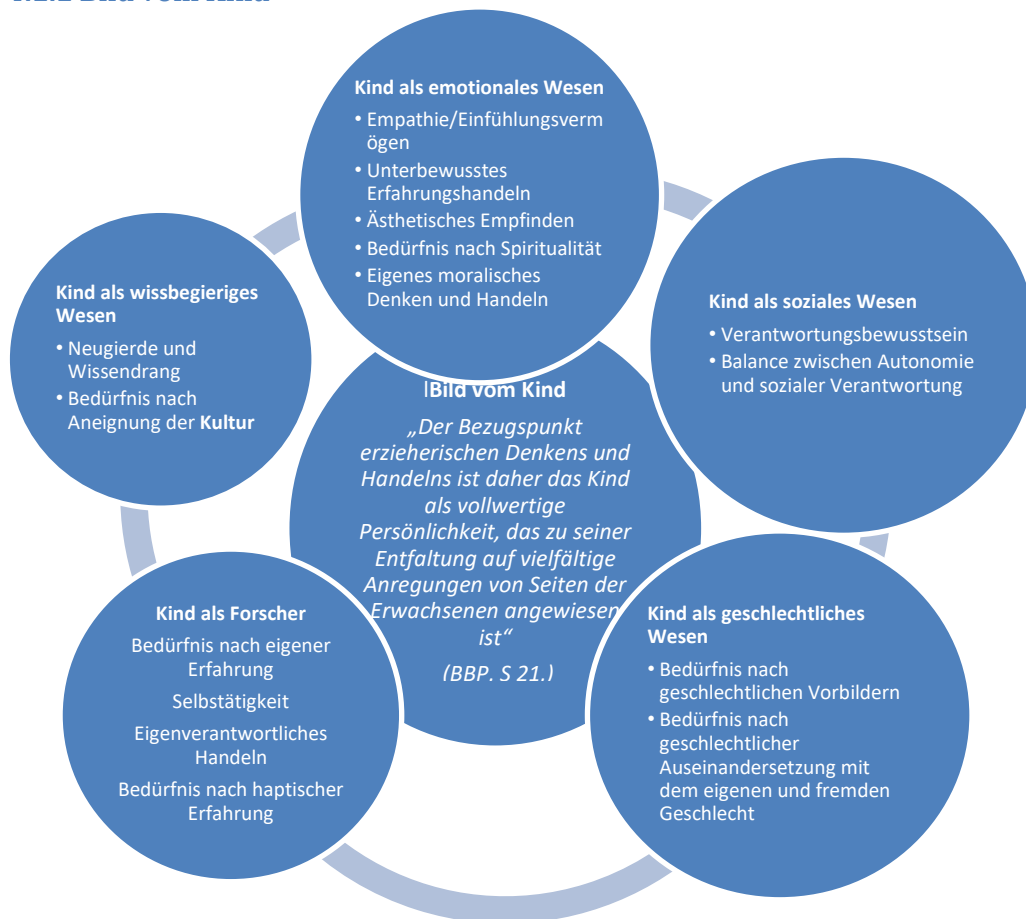 Bild vom Kind
Kind als emotionales Wesen
• Empathie/Einfühlungsverm
ögen
• Unterbewusstes
Erfahrungshandeln
• Ästhetisches Empfinden
• Bedürfnis nach Spiritualität
• Eigenes moralisches
Denken und Handeln
Kind als soziales Wesen
• Verantwortungsbewusstsein
• Balance zwischen Autonomie
und sozialer Verantwortung
Kind als geschlechtliches
Wesen
• Bedürfnis nach
geschlechtlichen Vorbildern
• Bedürfnis nach
geschlechtlicher
Auseinandersetzung mit
dem eigenen und fremden
Geschlecht
Kind als Forscher
Bedürfnis nach eigener
Erfahrung
Selbstätigkeit
Eigenverantwortliches
Handeln
Bedürfnis nach haptischer
Erfahrung
Kind als wissbegieriges
Wesen
• Neugierde und
Wissendrang
• Bedürfnis nach
Aneignung der Kultur
Bild vom Kind
„Der Bezugspunkt
erzieherischen Denkens und
Handelns ist daher das Kind
als vollwertige
Persönlichkeit, das zu seiner
Entfaltung auf vielfältige
Anregungen von Seiten der
Erwachsenen angewiesen
ist“
(BBP. S 21.)